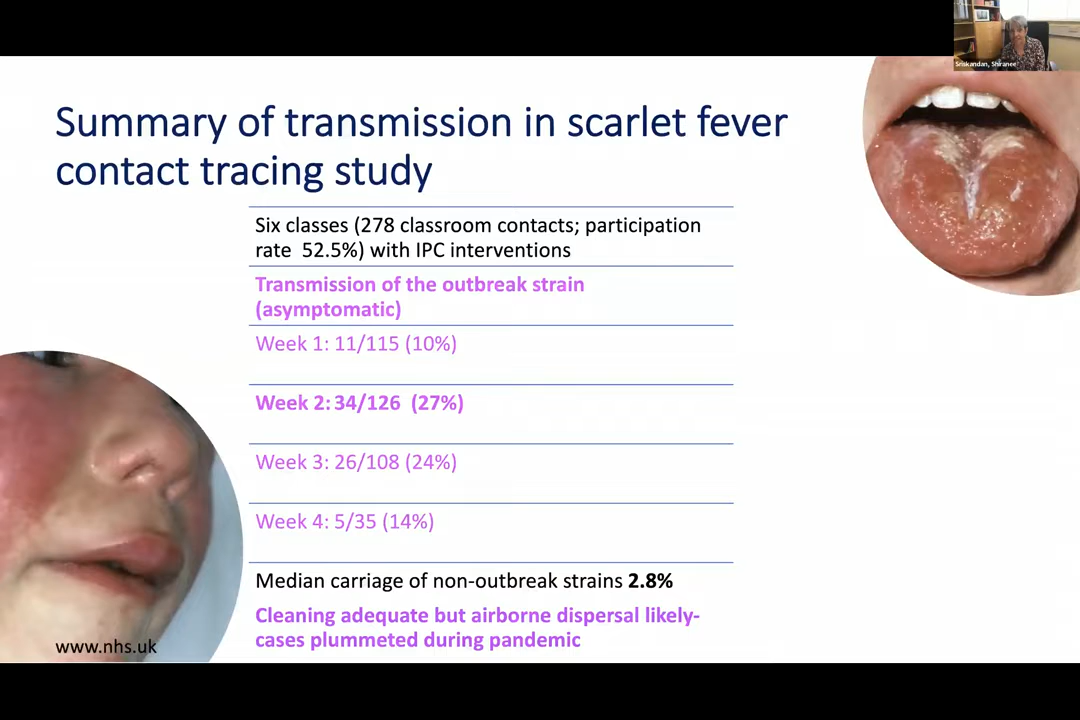 Sriskandan, Shiranee
Summary of transmission in scarlet fever
contact tracing study
Six classes (278 classroom contacts; participation
rate 52.5%) with IPC interventions
Transmission of the outbreak strain
(asymptomatic)
Week 1: 11/115 (10%)
Week 2: 34/126 (27%)
Week 3: 26/108 (24%)
Week 4: 5/35 (14%)
Median carriage of non-outbreak strains 2.8%
Cleaning adequate but airborne dispersal likely-
cases plummeted during pandemic
www.nhs.uk